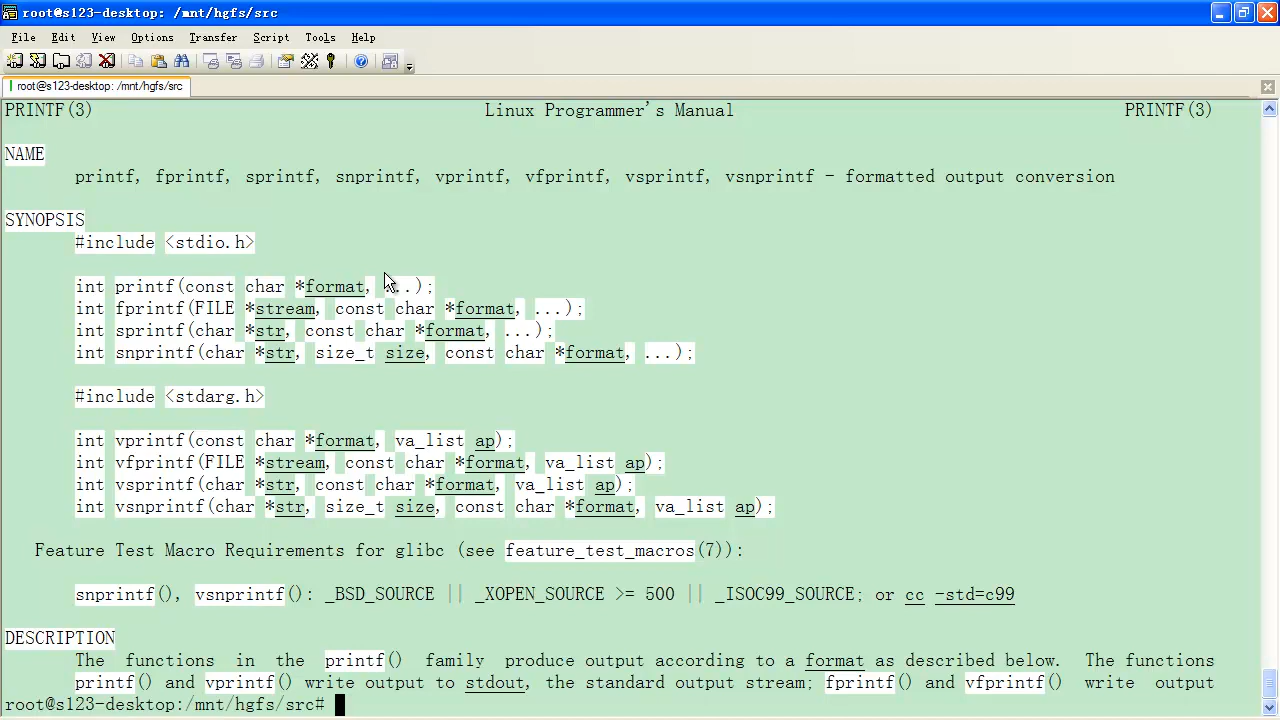 root@s123-desktop: /mnt/hgfs/src
File Edit View Options Transfer Script Tools Help
root@s123-desktop: /mnt/hgfs/src
PRINTF(3) Linux Programmer's Manual PRINTF(3)
NAME
printf, fprintf, sprintf, snprintf, vprintf, vfprintf, vsprintf, vsnprintf - formatted output conversion
SYNOPSIS
#include <stdio.h>
int printf(const char *format, ...);
int fprintf(FILE *stream, const char *format, ...);
int sprintf(char *str, const char *format, ...);
int snprintf(char *str, size_t size, const char *format, ...);
#include <stdarg.h>
int vprintf(const char *format, va_list ap);
int vfprintf(FILE *stream, const char *format, va_list ap);
int vsprintf(char *str, const char *format, va_list ap);
int vsnprintf(char *str, size_t size, const char *format, va_list ap);
Feature Test Macro Requirements for glibc (see feature_test_macros(7)):
snprintf(), vsnprintf(): _BSD_SOURCE || _XOPEN_SOURCE >= 500 || _ISOC99_SOURCE; or cc -std=c99
DESCRIPTION
The functions in the printf() family produce output according to a format as described below. The functions
printf() and vprintf() write output to stdout, the standard output stream; fprintf() and vfprintf() write output
root@s123-desktop:/mnt/hgfs/src#